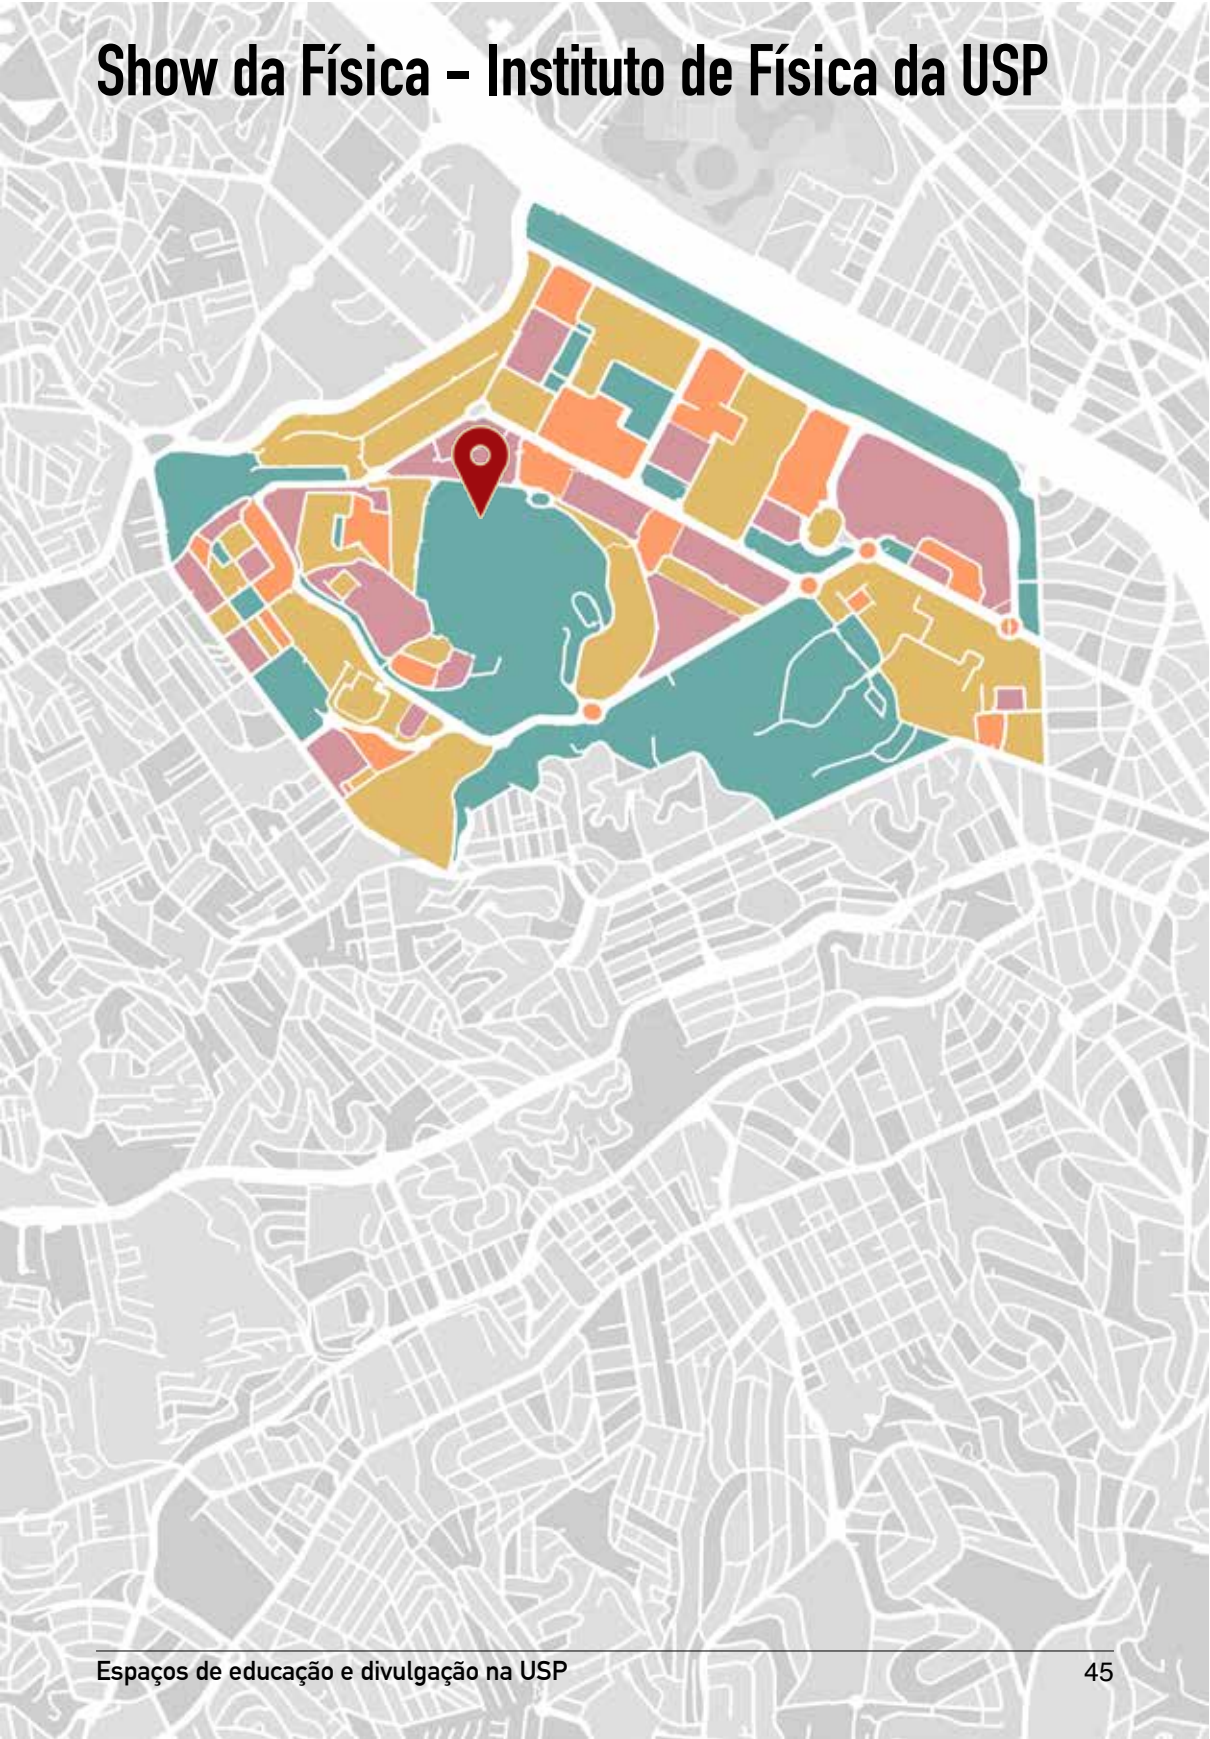 Show da Física – Instituto de Física da USP
Espaços de educação e divulgação na USP
45